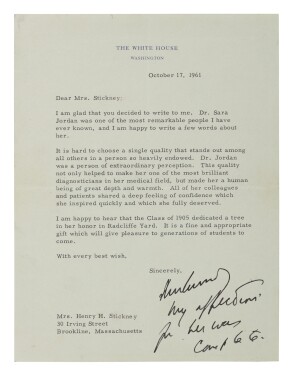 THE WHITE HOUSE
WASHINGTON
October 17, 1961
Dear Mrs. Stickney:
I am glad that you decided to write to me. Dr. Sara
Jordan was one of the most remarkable people I have
ever known, and I am happy to write a few words about
her.
It is hard to choose a single quality that stands out among
all others in a person so heavily endowed. Dr. Jordan
was a person of extraordinary perception. This quality
not only helped to make her one of the most brilliant
diagnosticians in her medical field, but made her a human
being of great depth and warmth. All of her colleagues
and patients shared a deep feeling of confidence which
she inspired quickly and which she fully deserved.
I am happy to hear that the Class of 1905 dedicated a tree
in her honor in Radcliffe Yard. It is a fine and appropriate
gift which will give pleasure to generations of students
to come.
With every best wish,
Sincerely,
my affection
for her was
Mrs. Henry H. Stickney
30 Irving Street
Brookline, Massachusetts